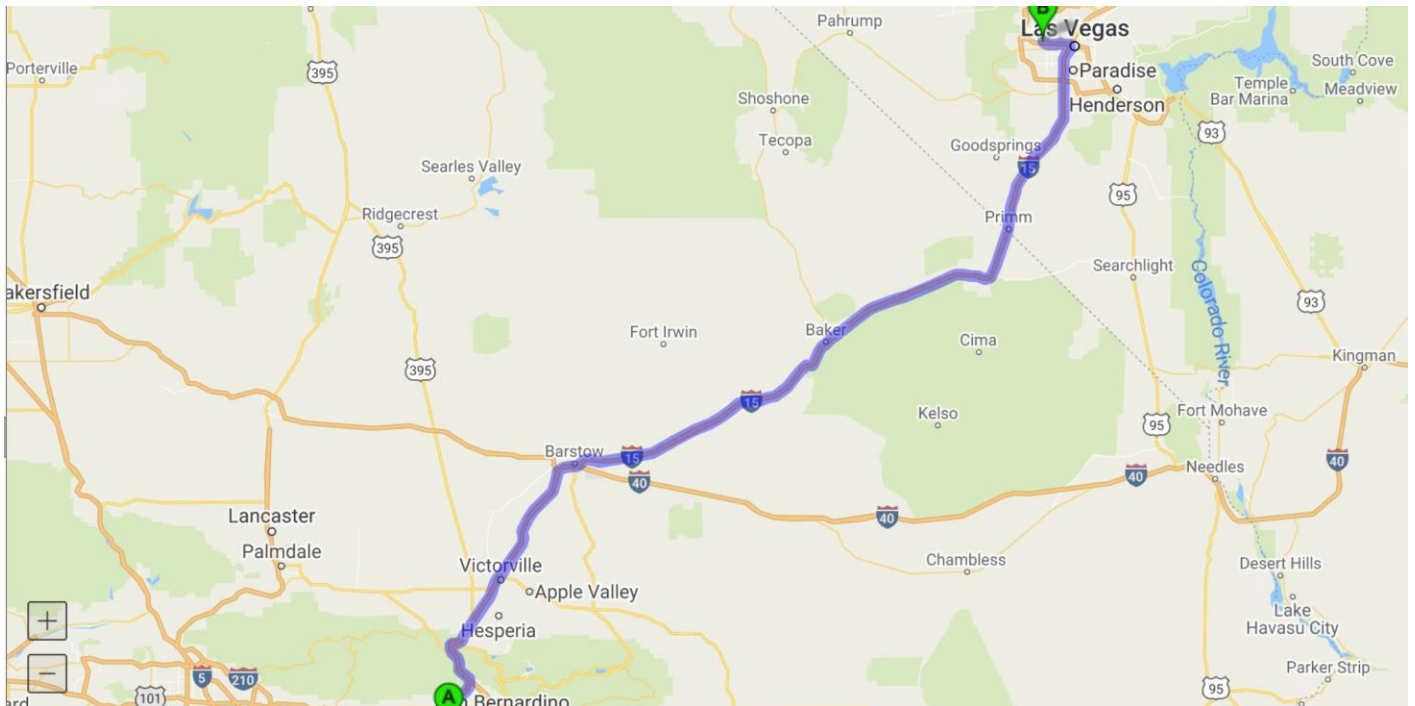 B
Las Vegas
Pahrump
395
Porterville
South Cove
Paradise
Temple
Bar Marina
Meadview
Shoshone
Henderson
93
Tecopa
Goodsprings
Searles Valley
15
95
Ridgecrest
Primm
395
Searchlight
Colorado River
akersfield
93
Baker
Fort Irwin
Cima
Kingman
395
15
Kelso
Fort Mohave
95
Barstow
15
40
40
40
Needles
40
Lancaster
Palmdale
Chambless
Victorville
Desert Hills
Apple Valley
+
Hesperia
Lake
Havasu City
−
5
210
Parker Strip
101
A
n Bernardino
95
ard